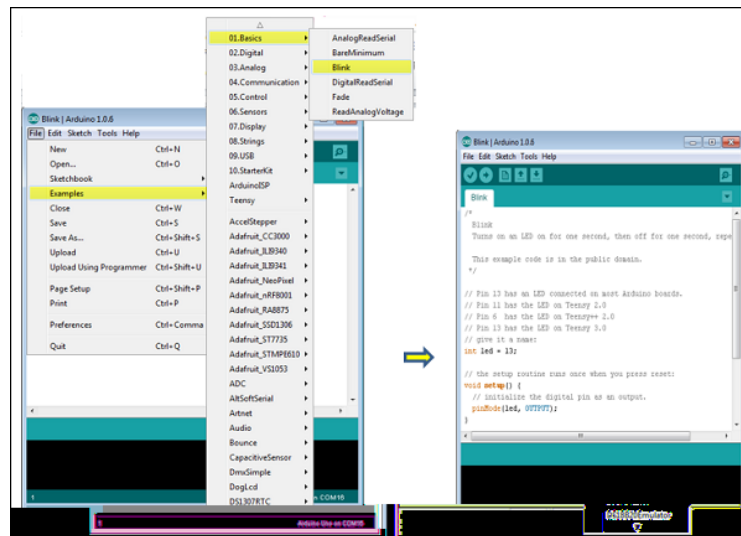 01.Basics
02.Digital
03.Analog
04.Communication
05.Control
06.Sensors
07.Display
08.Strings
09.USB
10.StarterKit
ArduinoISP
Teensy
AccelStepper
Adafruit_CC3000
Adafruit_ILI9340
Adafruit_ILI9341
Adafruit_NeoPixel
Adafruit_nRF8001
Adafruit_RA8875
Adafruit_SSD1306
Adafruit_ST7735
Adafruit_STMPE610
Adafruit_VS1053
ADC
AltSoftSerial
Artnet
Audio
Bounce
CapacitiveSensor
DmxSimple
DogLcd
DS1307RTC
AnalogReadSerial
BareMinimum
Blink
DigitalReadSerial
Fade
ReadAnalogVoltage
Blink | Arduino 1.0.6
File Edit Sketch Tools Help
New Ctrl+N
Open... Ctrl+O
Sketchbook
Examples
Close Ctrl+W
Save Ctrl+S
Save As... Ctrl+Shift+S
Upload Ctrl+U
Upload Using Programmer Ctrl+Shift+U
Page Setup Ctrl+Shift+P
Print Ctrl+P
Preferences Ctrl+Comma
Quit Ctrl+Q
1 n COM16
1 Arduino Uno on COM16
Blink | Arduino 1.0.6
File Edit Sketch Tools Help
Blink
/*
Blink
Turns on an LED on for one second, then off for one second, repe
This example code is in the public domain.
*/
// Pin 13 has an LED connected on most Arduino boards.
// Pin 11 has the LED on Teensy 2.0
// Pin 6 has the LED on Teensy++ 2.0
// Pin 13 has the LED on Teensy 3.0
// give it a name:
int led = 13;
// the setup routine runs once when you press reset:
void setup() {
// initialize the digital pin as an output.
pinMode(led, OUTPUT);
}